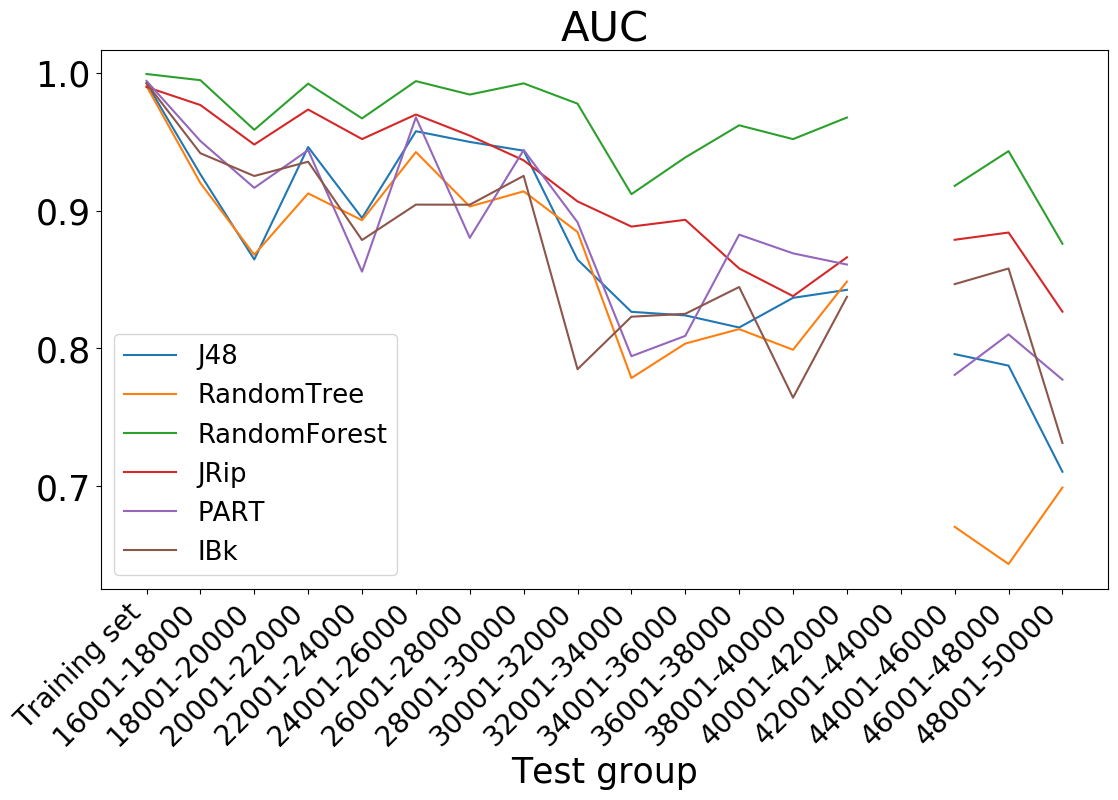 AUC
1.0
0.9
0.8
0.7
J48
RandomTree
RandomForest
JRip
PART
IBk
Training set
16001-18000
18001-20000
20001-22000
22001-24000
24001-26000
26001-28000
28001-30000
30001-32000
32001-34000
34001-36000
36001-38000
38001-40000
40001-42000
42001-44000
44001-46000
46001-48000
48001-50000
Test group